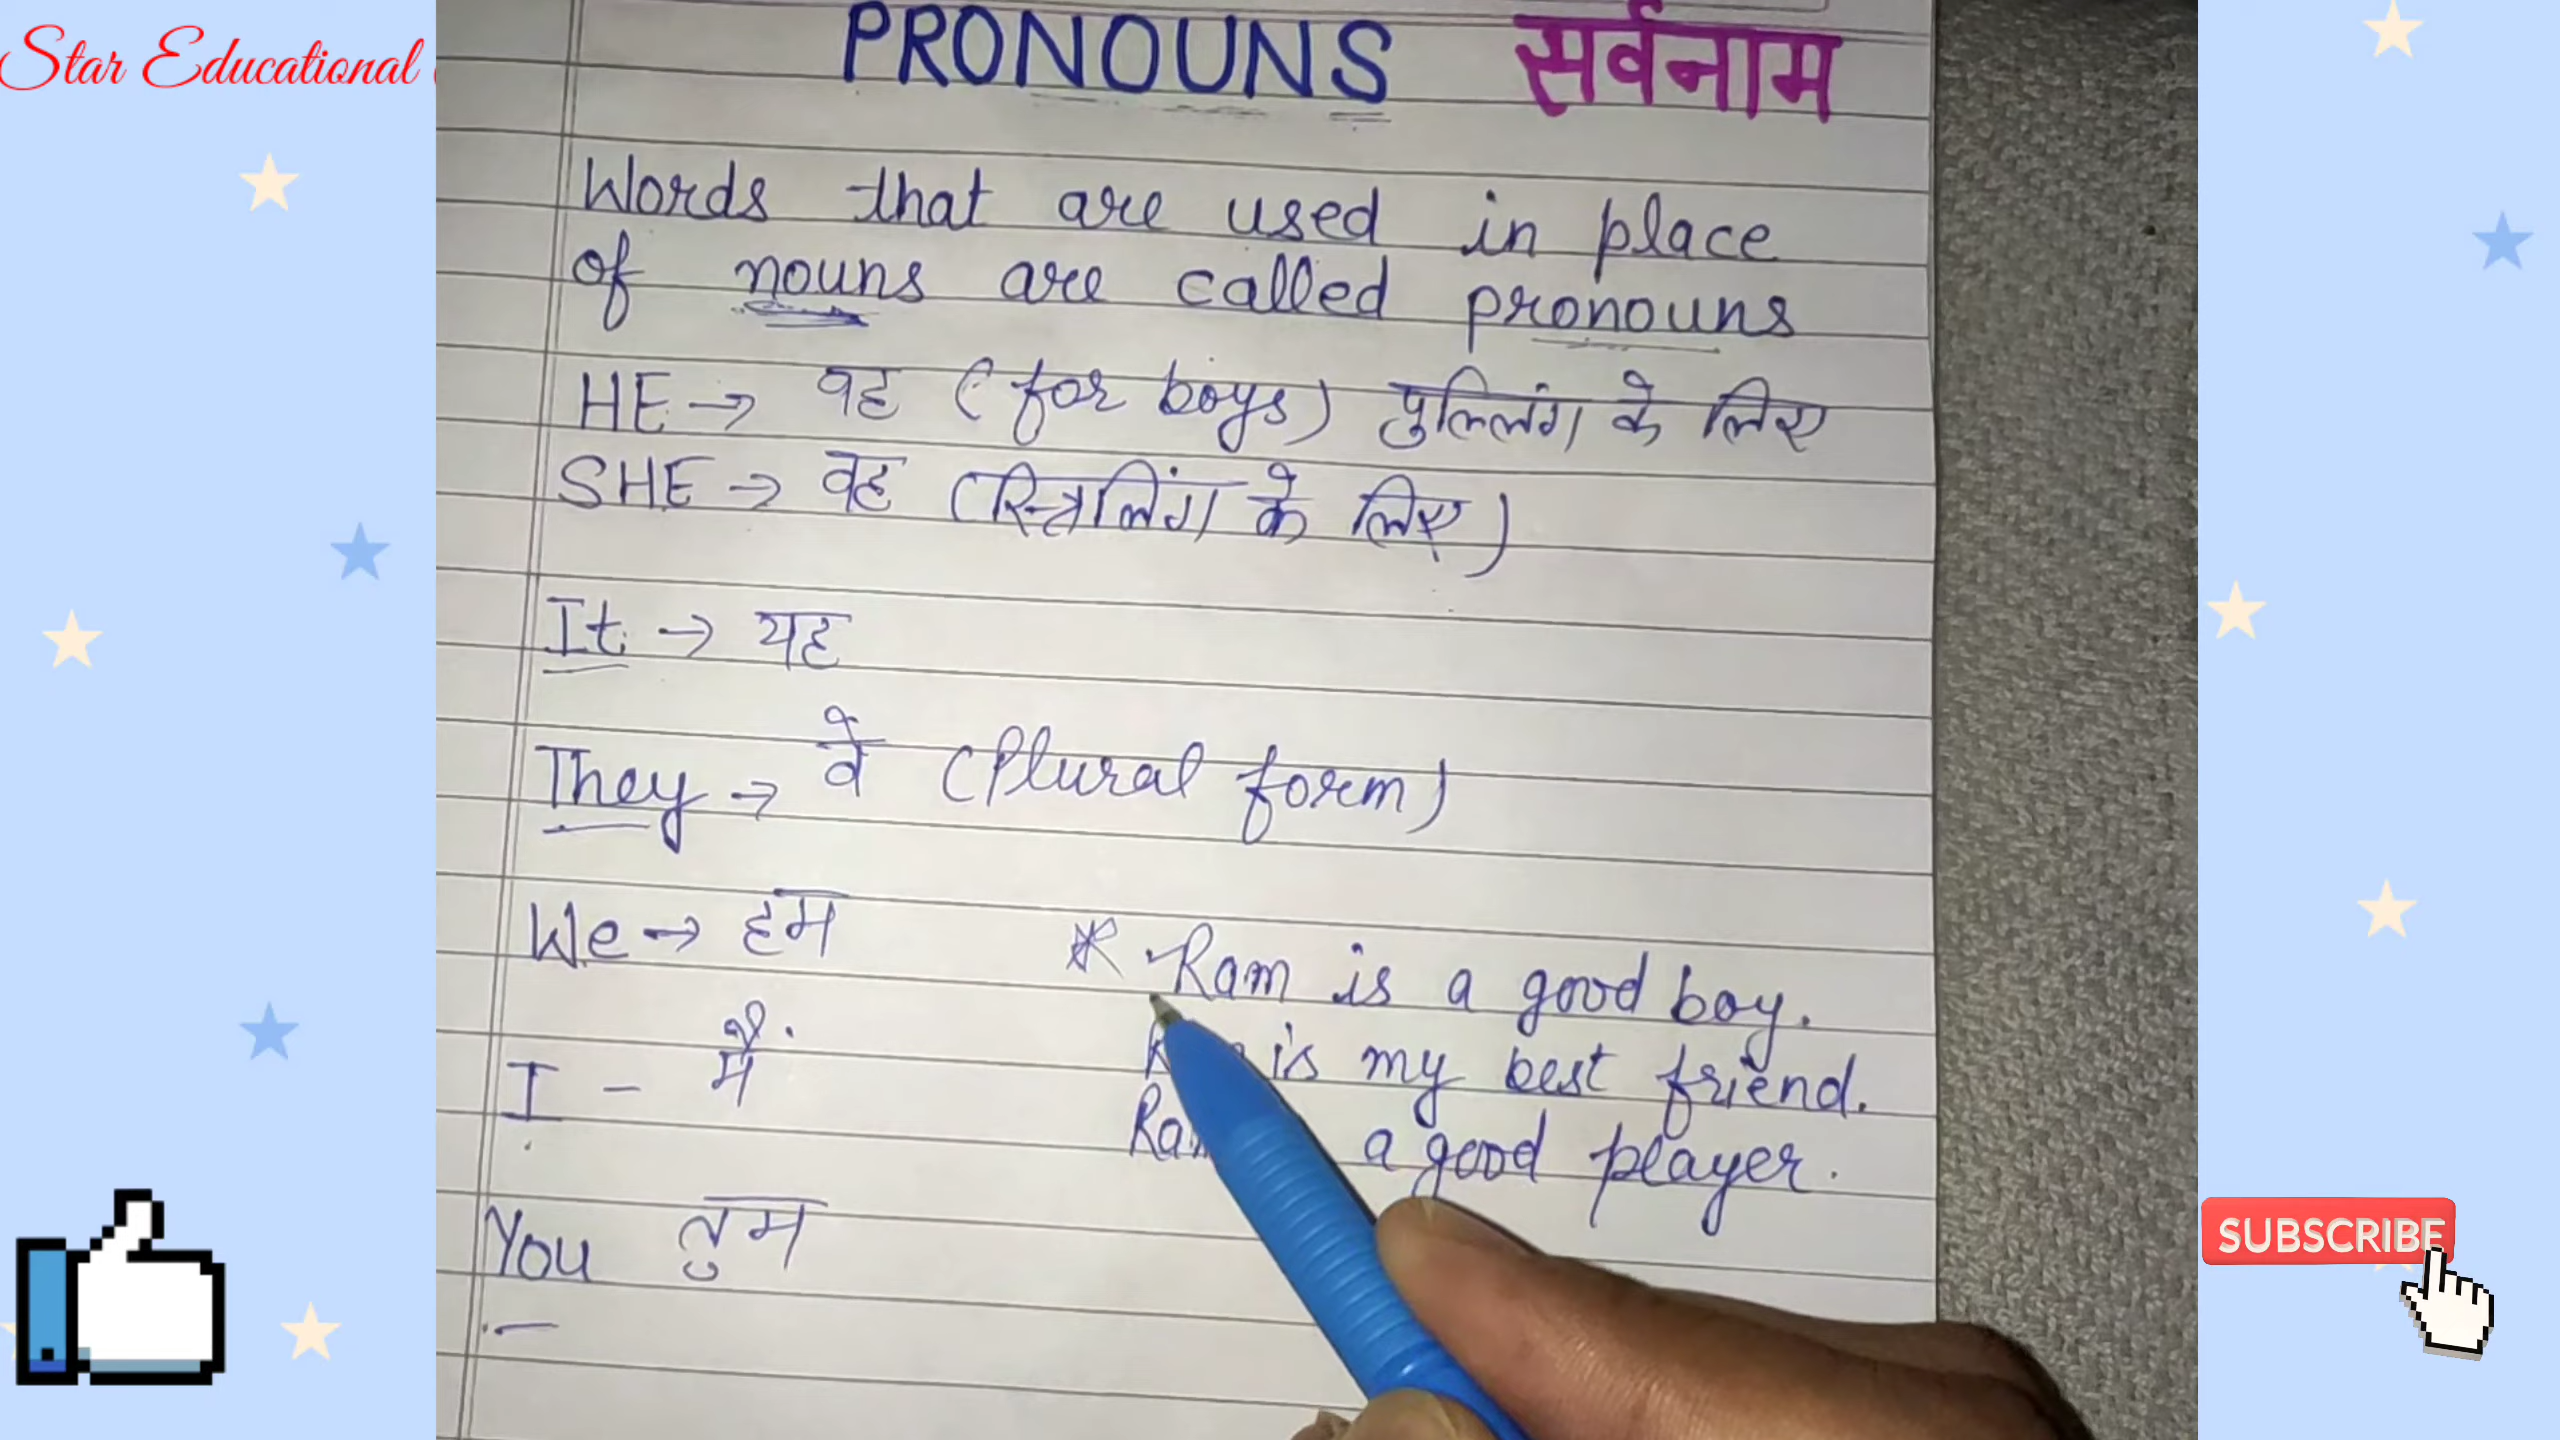 Star Educational
PRONOUNS सर्वनाम
Words that are used in place
of nouns are called pronouns
HE → वह (for boys) पुल्लिंग के लिए
SHE → वह (स्त्रिलिंग के लिए)
It → यह
They → वे (Plural form)
We → हम
* Ram is a good boy.
is my best friend.
I - मैं
a good player.
You तुम
SUBSCRIBE